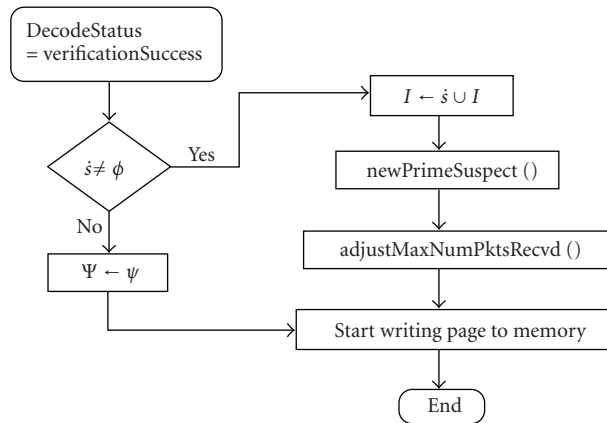 DecodeStatus
= verificationSuccess
ṡ ≠ ϕ
Yes
No
Ψ ← ψ
I ← ṡ ∪ I
newPrimeSuspect ()
adjustMaxNumPktsRecvd ()
Start writing page to memory
End